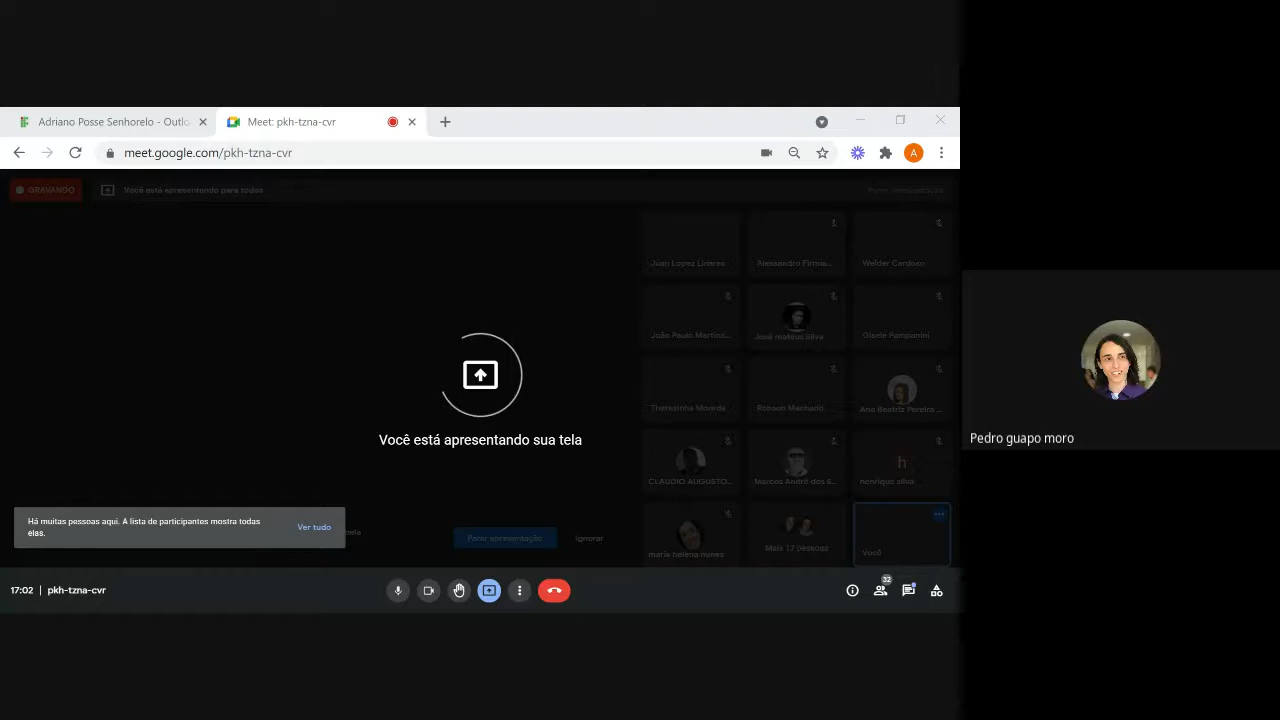 Adriano Posse Senhorelo - Outlo
Meet: pkh-tzna-cvr
meet.google.com/pkh-tzna-cvr
A
GRAVANDO
Você está apresentando para todos
Juan Lopez Linares
Alessandro Firmia...
Welder Cardoso
João Paulo Martins...
José mateus Silva
Gisele Pampanini
Therezinha Moveda
Robson Machado
Ana Beatriz Pereira ...
Você está apresentando sua tela
Pedro guapo moro
CLAUDIO AUGUSTO...
Marcos André dos S...
h
henrique silva
Há muitas pessoas aqui. A lista de participantes mostra todas
elas.
Ver tudo
Parar apresentação
Ignorar
maria helena nunes
Mais 17 pessoas
Você
17:02 | pkh-tzna-cvr
32